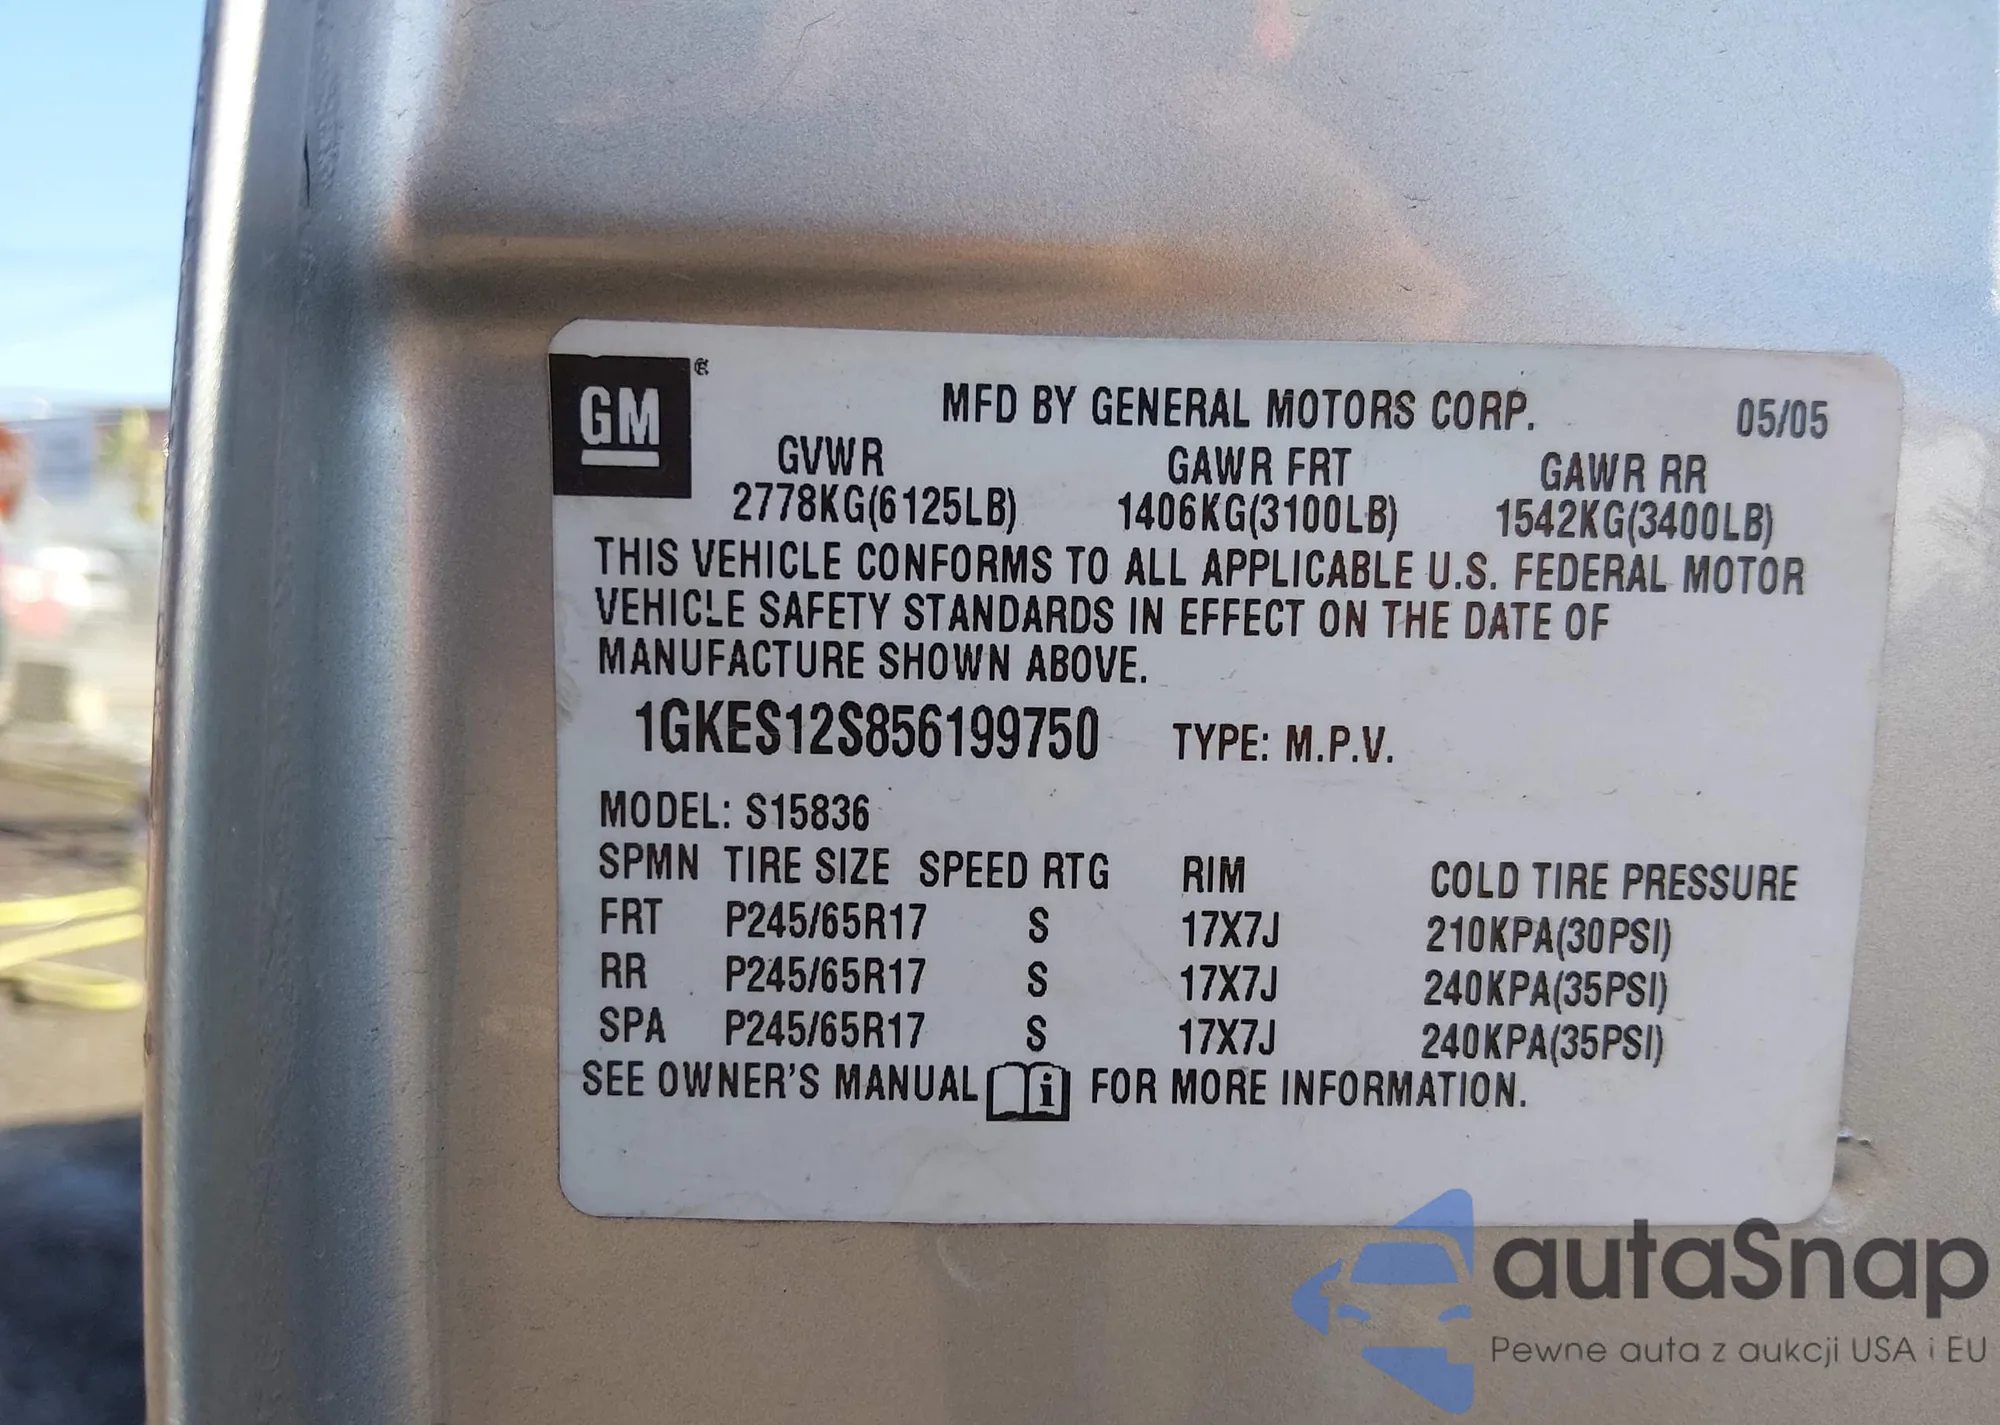 GM ®
MFD BY GENERAL MOTORS CORP. 05/05
GVWR GAWR FRT GAWR RR
2778KG(6125LB) 1406KG(3100LB) 1542KG(3400LB)
THIS VEHICLE CONFORMS TO ALL APPLICABLE U.S. FEDERAL MOTOR
VEHICLE SAFETY STANDARDS IN EFFECT ON THE DATE OF
MANUFACTURE SHOWN ABOVE.
1GKES12S856199750 TYPE: M.P.V.
MODEL: S15836
SPMN TIRE SIZE SPEED RTG RIM COLD TIRE PRESSURE
FRT P245/65R17 S 17X7J 210KPA(30PSI)
RR P245/65R17 S 17X7J 240KPA(35PSI)
SPA P245/65R17 S 17X7J 240KPA(35PSI)
SEE OWNER'S MANUAL i FOR MORE INFORMATION.
autaSnap
Pewne auta z aukcji USA i EU